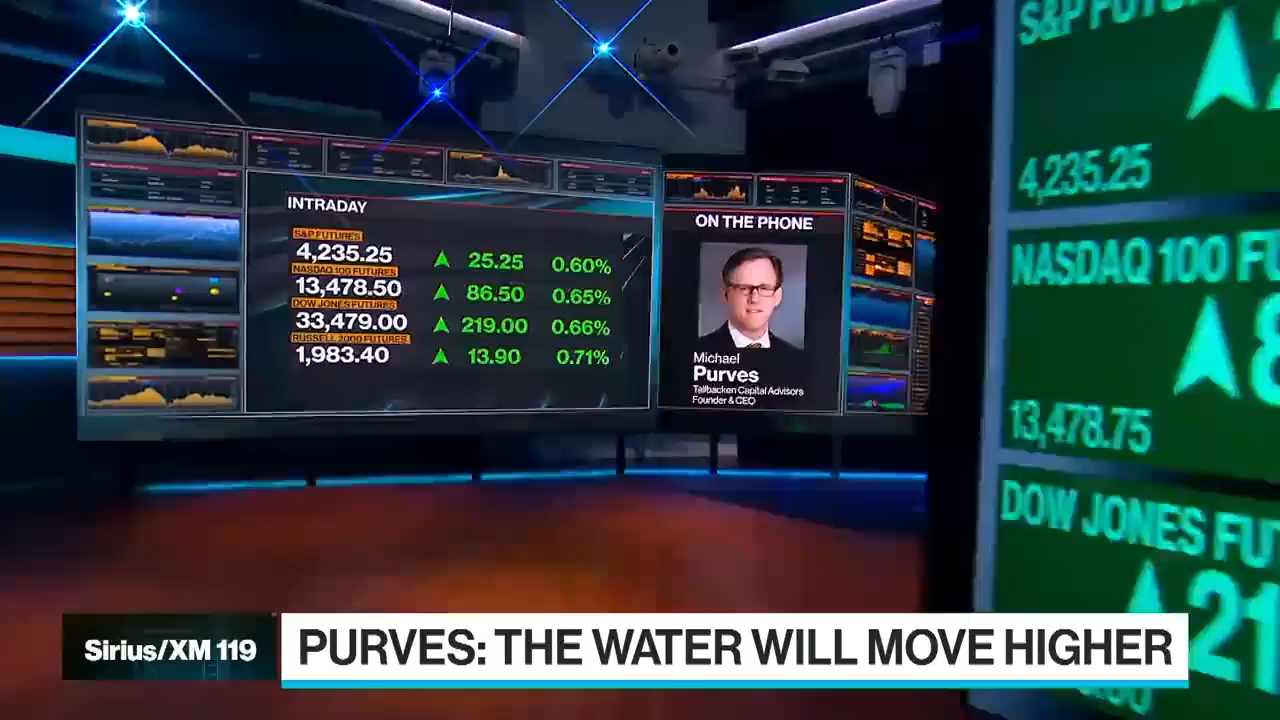 INTRADAY
S&P FUTURES
4,235.25 25.25 0.60%
NASDAQ 100 FUTURES
13,478.50 86.50 0.65%
DOW JONES FUTURES
33,479.00 219.00 0.66%
RUSSELL 2000 FUTURES
1,983.40 13.90 0.71%
ON THE PHONE
Michael
Purves
Tallbacken Capital Advisors
Founder & CEO
4,235.25
NASDAQ 100 FU
13,478.75
DOW JONES FU
21
Sirius/XM 119
PURVES: THE WATER WILL MOVE HIGHER